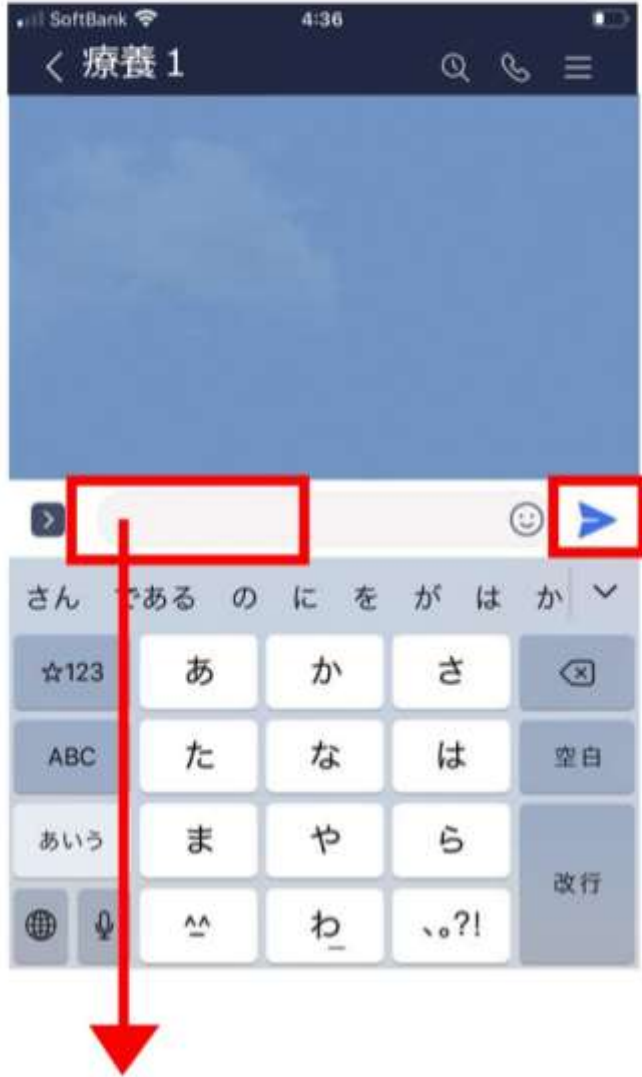 SoftBank 4:36
療養1
さん である の に を が は か
☆123 あ か さ
ABC た な は 空白
あいう ま や ら
改行
^^ わ 、。?!